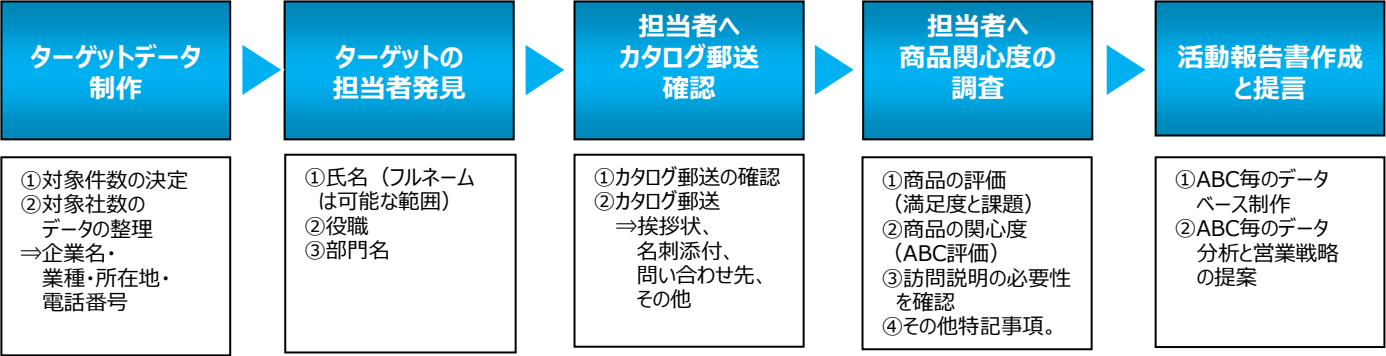 ターゲットデータ
制作
ターゲットの
担当者発見
担当者へ
カタログ郵送
確認
担当者へ
商品関心度の
調査
活動報告書作成
と提言
①対象件数の決定
②対象社数の
データの整理
⇒企業名・
業種・所在地・
電話番号
①氏名（フルネーム
は可能な範囲）
②役職
③部門名
①カタログ郵送の確認
②カタログ郵送
⇒挨拶状、
名刺添付、
問い合わせ先、
その他
①商品の評価
（満足度と課題）
②商品の関心度
（ABC評価）
③訪問説明の必要性
を確認
④その他特記事項。
①ABC毎のデータ
ベース制作
②ABC毎のデータ
分析と営業戦略
の提案